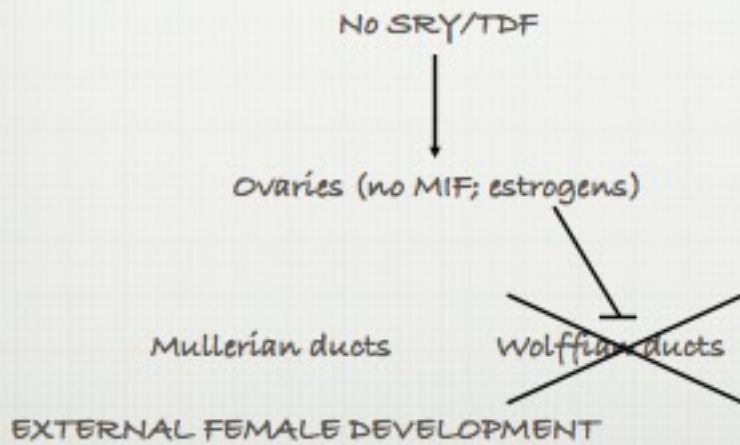 No SRY/TDF
Ovaries (no MIF; estrogens)
Mullerian ducts Wolffian ducts
EXTERNAL FEMALE DEVELOPMENT